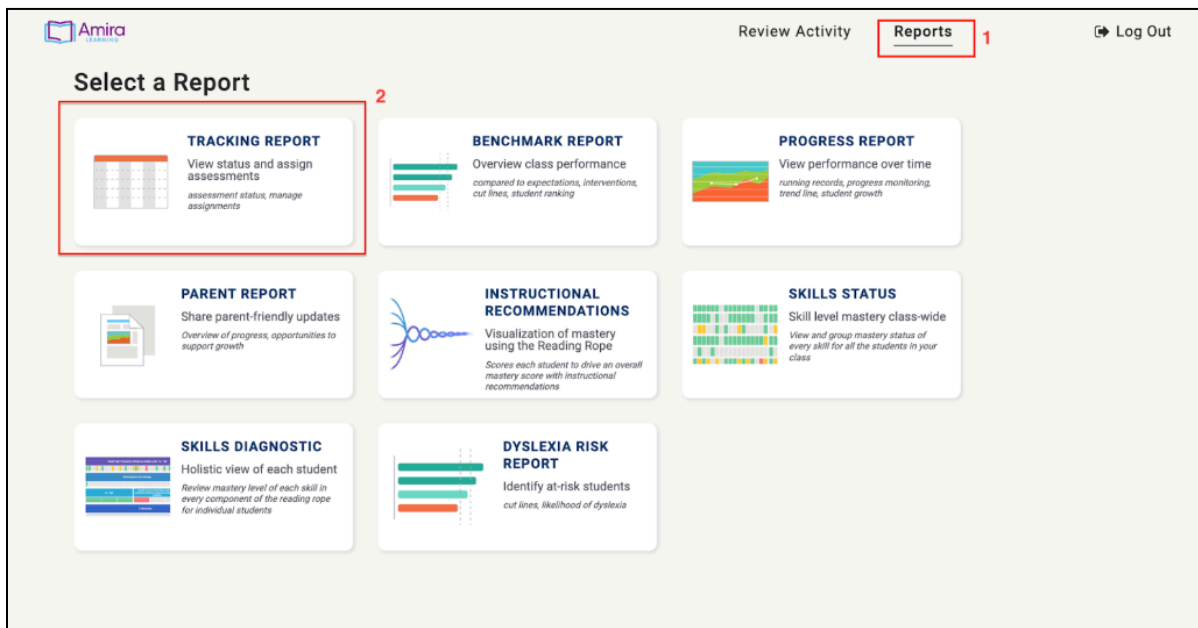 Amira
LEARNING
Review Activity
Reports
1
Log Out
Select a Report
2
TRACKING REPORT
View status and assign
assessments
assessment status, manage
assignments
BENCHMARK REPORT
Overview class performance
compared to expectations, interventions,
cut lines, student ranking
PROGRESS REPORT
View performance over time
running records, progress monitoring,
trend line, student growth
PARENT REPORT
Share parent-friendly updates
Overview of progress, opportunities to
support growth
INSTRUCTIONAL
RECOMMENDATIONS
Visualization of mastery
using the Reading Rope
Scores each student to drive an overall
mastery score with instructional
recommendations
SKILLS STATUS
Skill level mastery class-wide
View and group mastery status of
every skill for all the students in your
class
SKILLS DIAGNOSTIC
Holistic view of each student
Review mastery level of each skill in
every component of the reading rope
for individual students
DYSLEXIA RISK
REPORT
Identify at-risk students
cut lines, likelihood of dyslexia